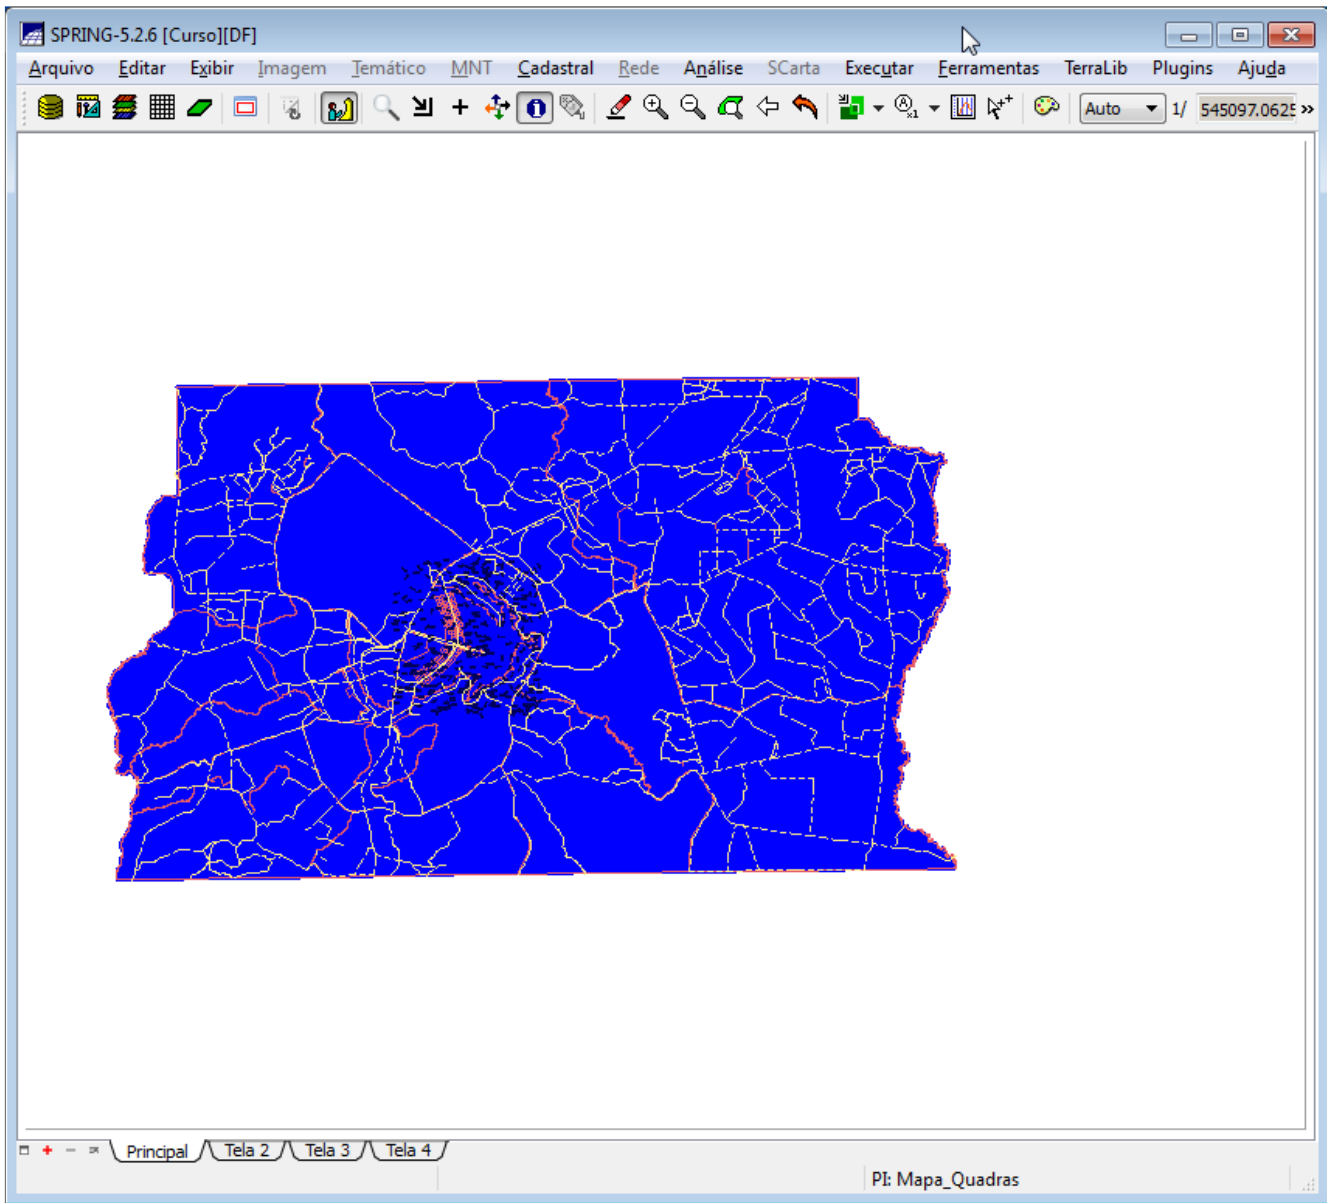 SPRING-5.2.6 [Curso][DF]
Arquivo Editar Exibir Imagem Temático MNT Cadastral Rede Análise SCarta Executar Ferramentas TerraLib Plugins Ajuda
Auto 1/ 545097.0625 »
Principal Tela 2 Tela 3 Tela 4
PI: Mapa_Quadras